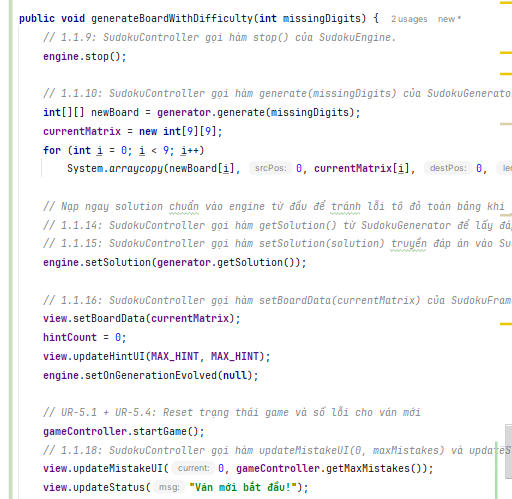 public void generateBoardWithDifficulty(int missingDigits) { 2 usages new *
// 1.1.9: SudokuController gọi hàm stop() của SudokuEngine.
engine.stop();
// 1.1.10: SudokuController gọi hàm generate(missingDigits) của SudokuGenerato
int[][] newBoard = generator.generate(missingDigits);
currentMatrix = new int[9][9];
for (int i = 0; i < 9; i++)
System.arraycopy(newBoard[i], srcPos: 0, currentMatrix[i], destPos: 0, le
// Nạp ngay solution chuẩn vào engine từ đầu để tránh lỗi tô đỏ toàn bảng khi
// 1.1.14: SudokuController gọi hàm getSolution() từ SudokuGenerator để lấy đá
// 1.1.15: SudokuController gọi hàm setSolution(solution) truyền đáp án vào Su
engine.setSolution(generator.getSolution());
// 1.1.16: SudokuController gọi hàm setBoardData(currentMatrix) của SudokuFram
view.setBoardData(currentMatrix);
hintCount = 0;
view.updateHintUI(MAX_HINT, MAX_HINT);
engine.setOnGenerationEvolved(null);
// UR-5.1 + UR-5.4: Reset trạng thái game và số lỗi cho ván mới
gameController.startGame();
// 1.1.18: SudokuController gọi hàm updateMistakeUI(0, maxMistakes) và updateS
view.updateMistakeUI( current: 0, gameController.getMaxMistakes());
view.updateStatus( msg: "Ván mới bắt đầu!");